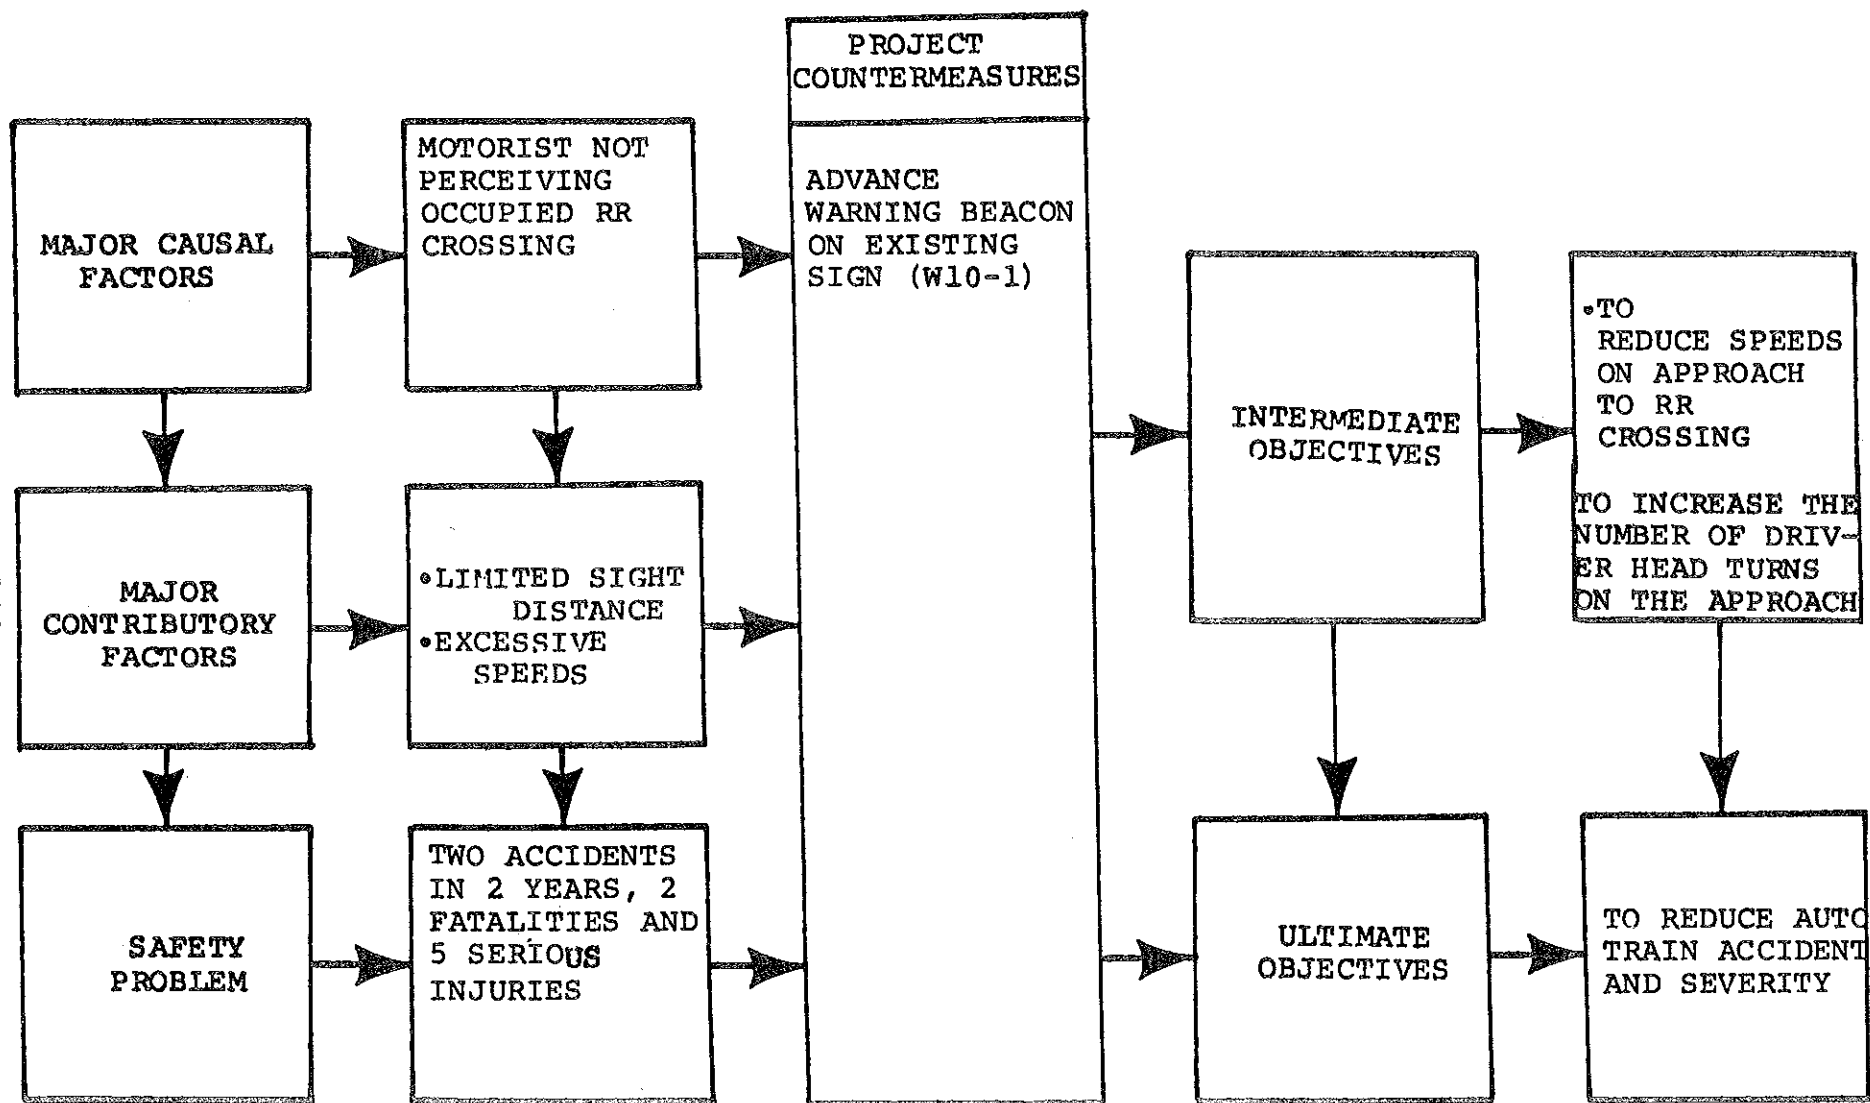 PROJECT
COUNTERMEASURES
MAJOR CAUSAL
FACTORS
MOTORIST NOT
PERCEIVING
OCCUPIED RR
CROSSING
ADVANCE
WARNING BEACON
ON EXISTING
SIGN (W10-1)
MAJOR
CONTRIBUTORY
FACTORS
•LIMITED SIGHT
DISTANCE
•EXCESSIVE
SPEEDS
SAFETY
PROBLEM
TWO ACCIDENTS
IN 2 YEARS, 2
FATALITIES AND
5 SERIOUS
INJURIES
INTERMEDIATE
OBJECTIVES
•TO
REDUCE SPEEDS
ON APPROACH
TO RR
CROSSING
TO INCREASE THE
NUMBER OF DRIV-
ER HEAD TURNS
ON THE APPROACH
ULTIMATE
OBJECTIVES
TO REDUCE AUTO
TRAIN ACCIDENT
AND SEVERITY